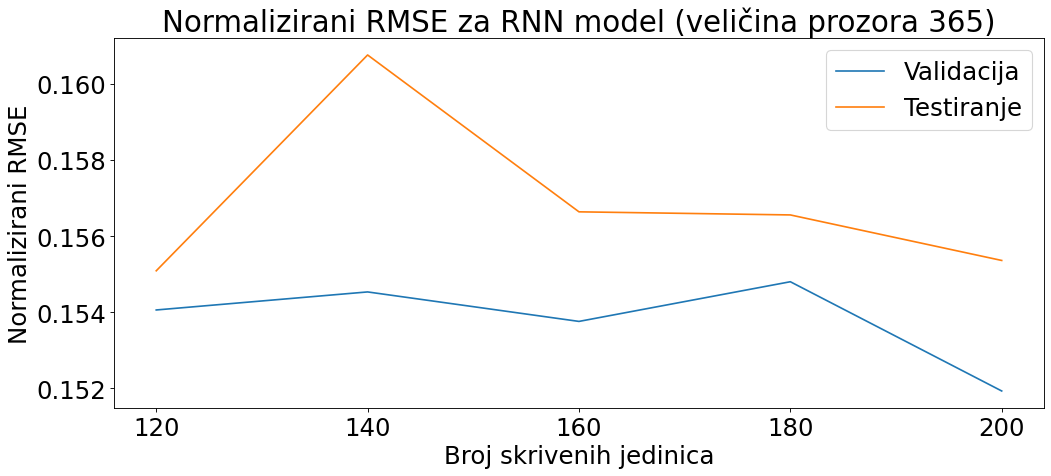 Normalizirani RMSE za RNN model (veličina prozora 365)
Validacija
Testiranje
Normalizirani RMSE
0.160
0.158
0.156
0.154
0.152
120 140 160 180 200
Broj skrivenih jedinica